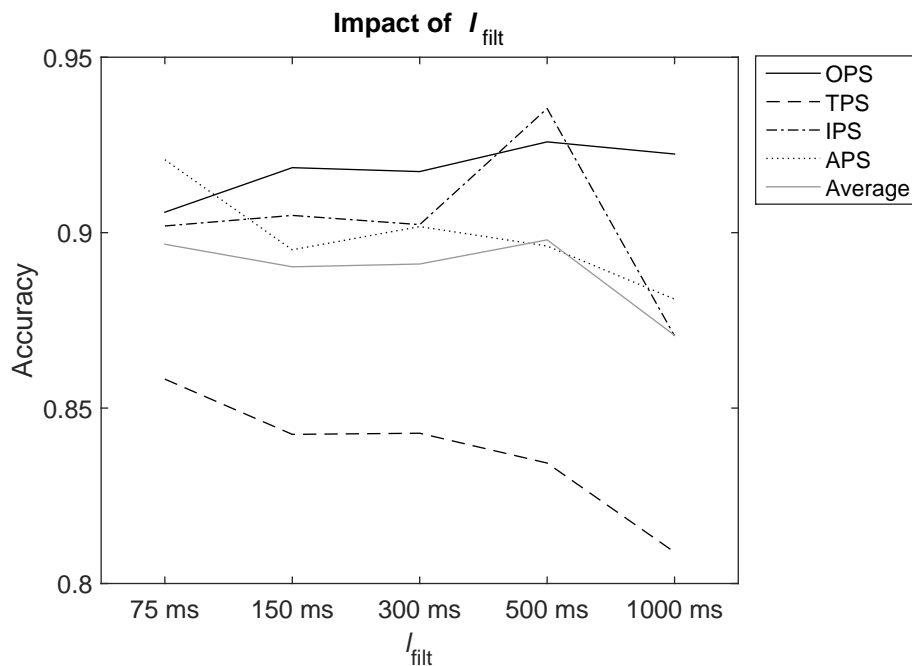 Impact of l filt
0.95
0.9
0.85
0.8
Accuracy
75 ms
150 ms
300 ms
500 ms
1000 ms
l filt
OPS
TPS
IPS
APS
Average